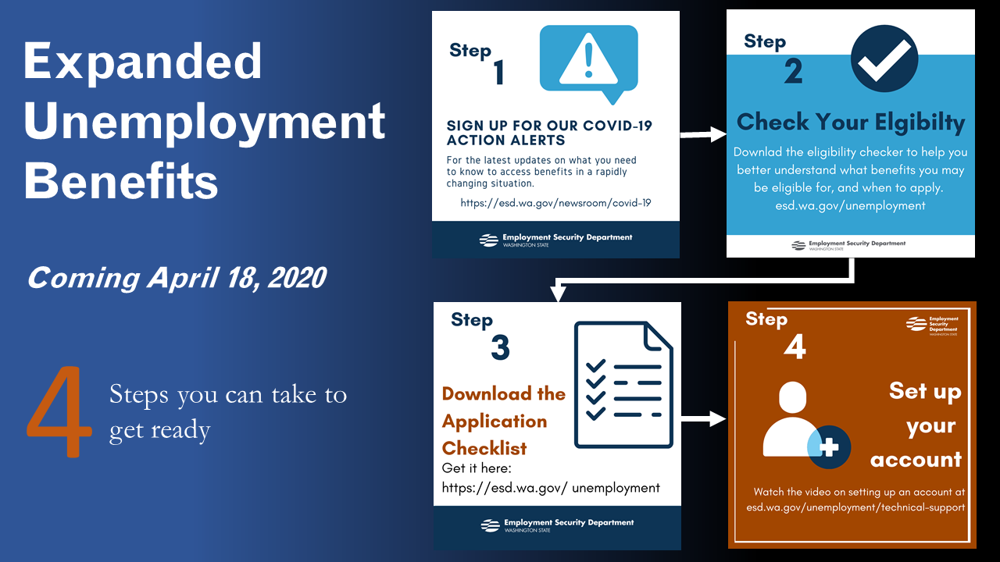 Expanded
Unemployment
Benefits
Coming April 18, 2020
4
Steps you can take to
get ready
Step
1
SIGN UP FOR OUR COVID-19
ACTION ALERTS
For the latest updates on what you need
to know to access benefits in a rapidly
changing situation.
https://esd.wa.gov/newsroom/covid-19
Employment Security Department
WASHINGTON STATE
Step
2
Check Your Elgibilty
Downlad the eligibility checker to help you
better understand what benefits you may
be eligible for, and when to apply.
esd.wa.gov/unemployment
Employment Security Department
WASHINGTON STATE
Step
3
Download the
Application
Checklist
Get it here:
https://esd.wa.gov/ unemployment
Employment Security Department
WASHINGTON STATE
Step
4
Employment
Security
Department
WASHINGTON STATE
Set up
your
account
Watch the video on setting up an account at
esd.wa.gov/unemployment/technical-support